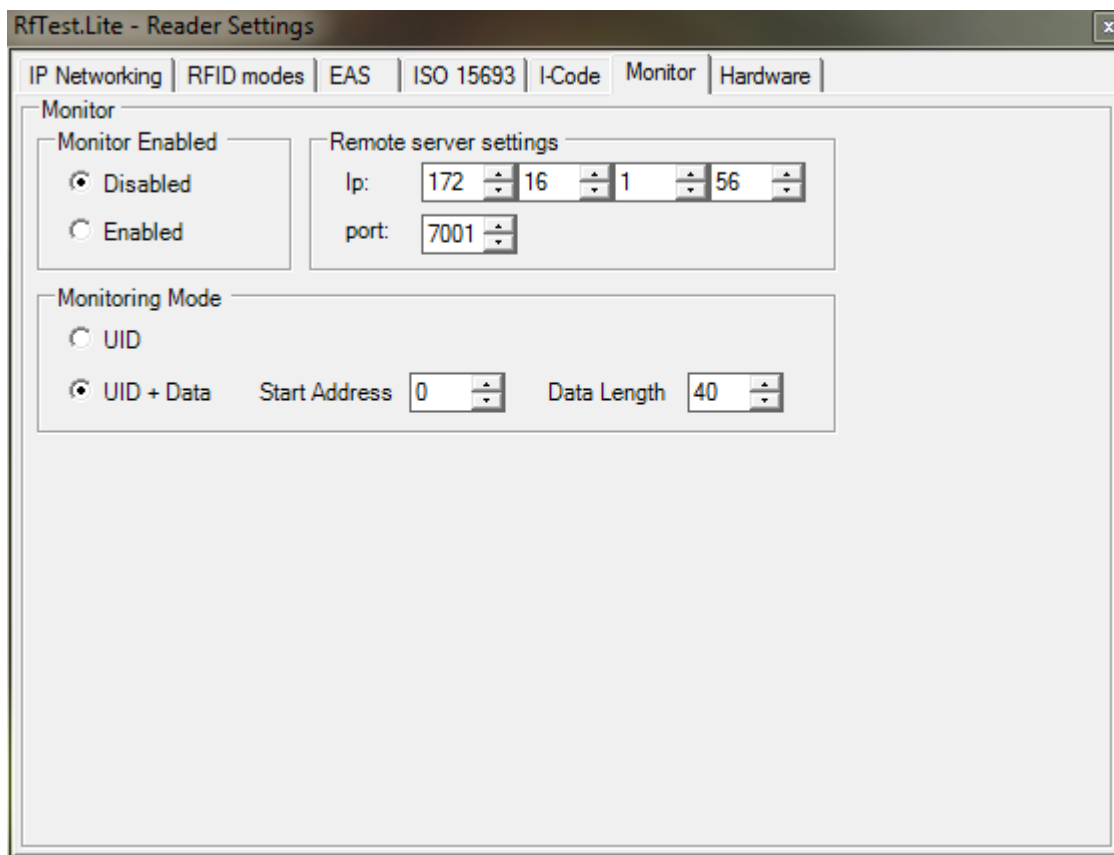 RfTest.Lite - Reader Settings
x
IP Networking RFID modes EAS ISO 15693 I-Code Monitor Hardware
Monitor
Monitor Enabled
Disabled
Enabled
Remote server settings
Ip: 172 16 1 56
port: 7001
Monitoring Mode
UID
UID + Data Start Address 0 Data Length 40